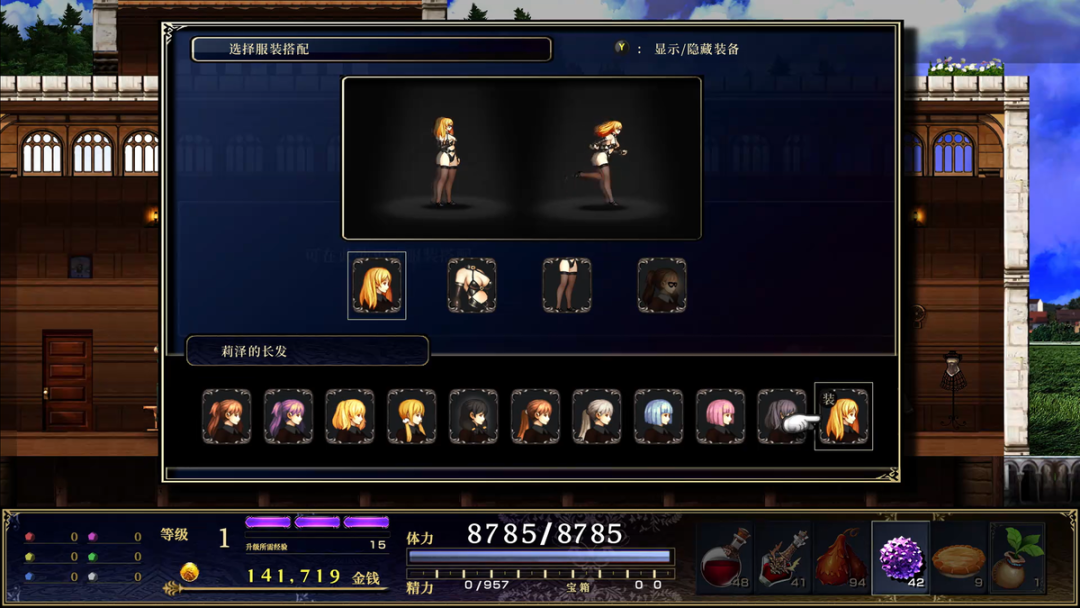 选择服装搭配
Y : 显示/隐藏装备
莉泽的长发
装
0 0
0 0
0 0
等级 1
升级所需经验 15
141,719 金钱
体力 8785/8785
精力 0/957 宝箱 0 0
48 41 94 42 9 1